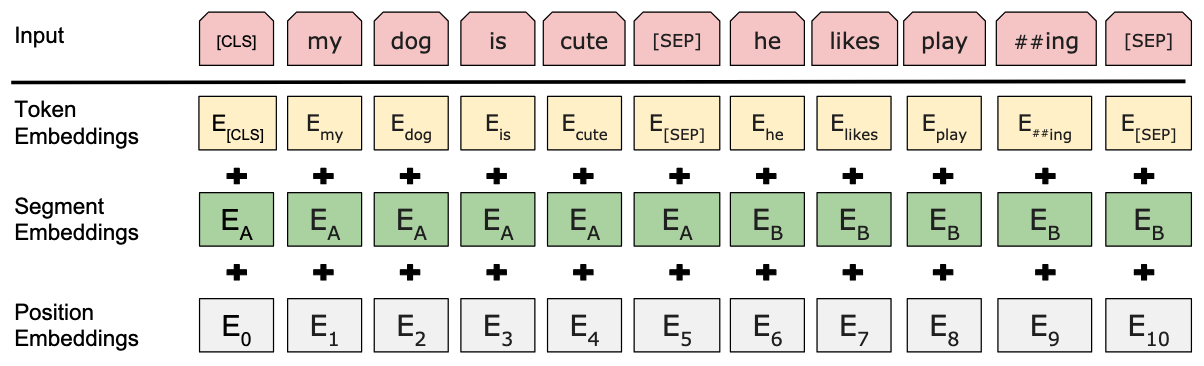 Input [CLS] my dog is cute [SEP] he likes play ##ing [SEP]
Token
Embeddings
E[CLS] Emy Edog Eis Ecute E[SEP] Ehe Elikes Eplay E##ing E[SEP]
+ + + + + + + + + + +
Segment
Embeddings
EA EA EA EA EA EA EB EB EB EB EB
+ + + + + + + + + + +
Position
Embeddings
E0 E1 E2 E3 E4 E5 E6 E7 E8 E9 E10